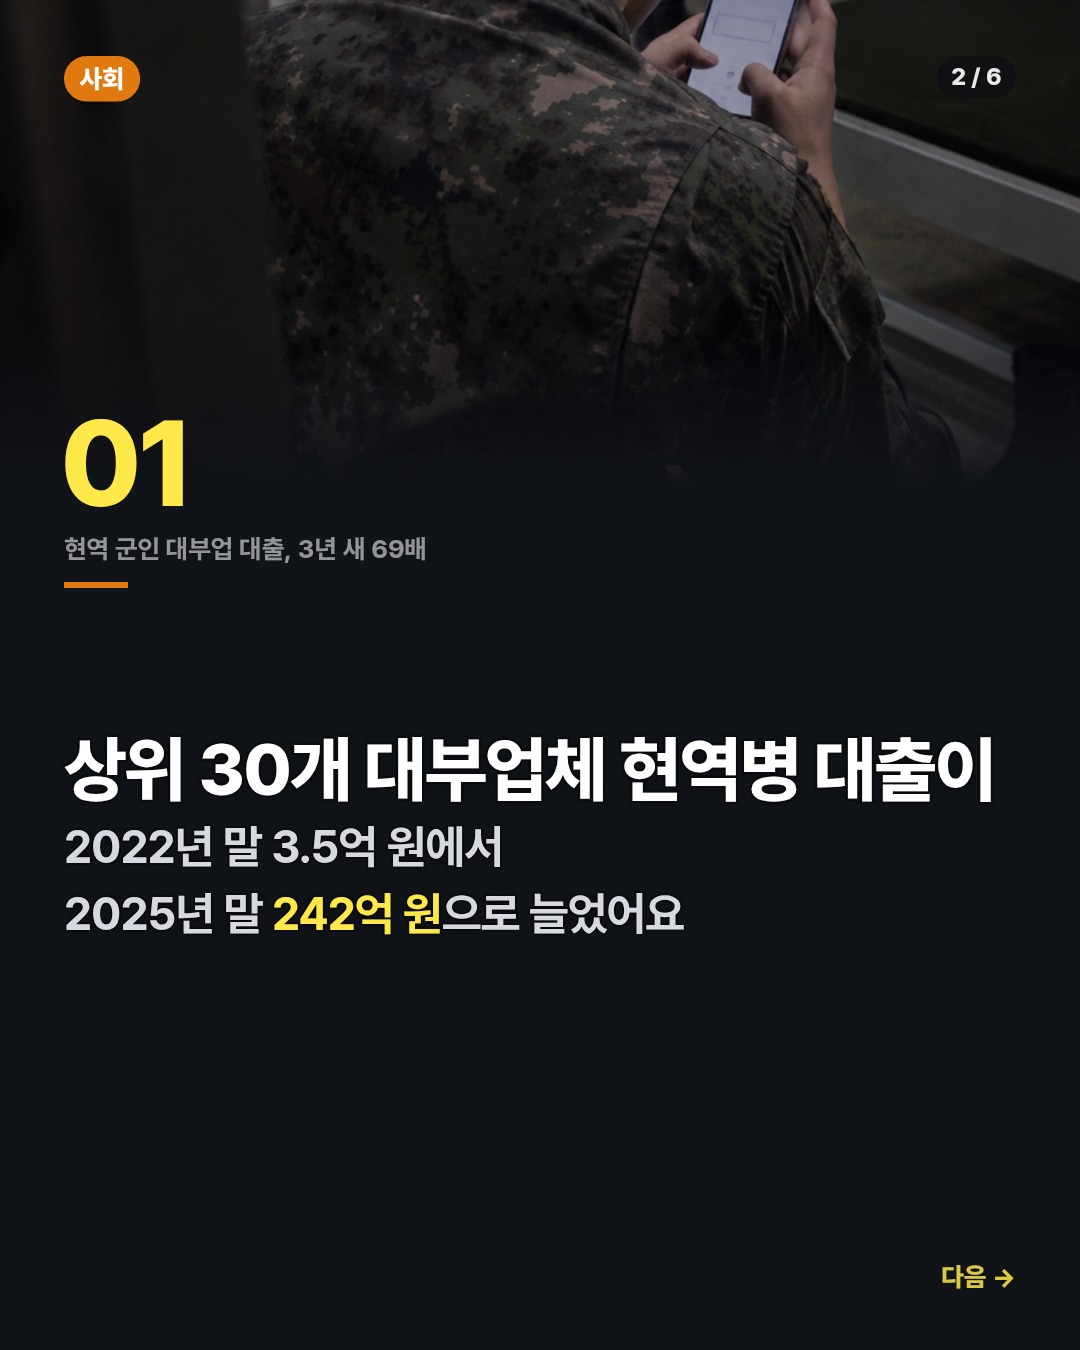 사회
2 / 6
01
현역 군인 대부업 대출, 3년 새 69배
상위 30개 대부업체 현역병 대출이
2022년 말 3.5억 원에서
2025년 말 242억 원으로 늘었어요
다음 →